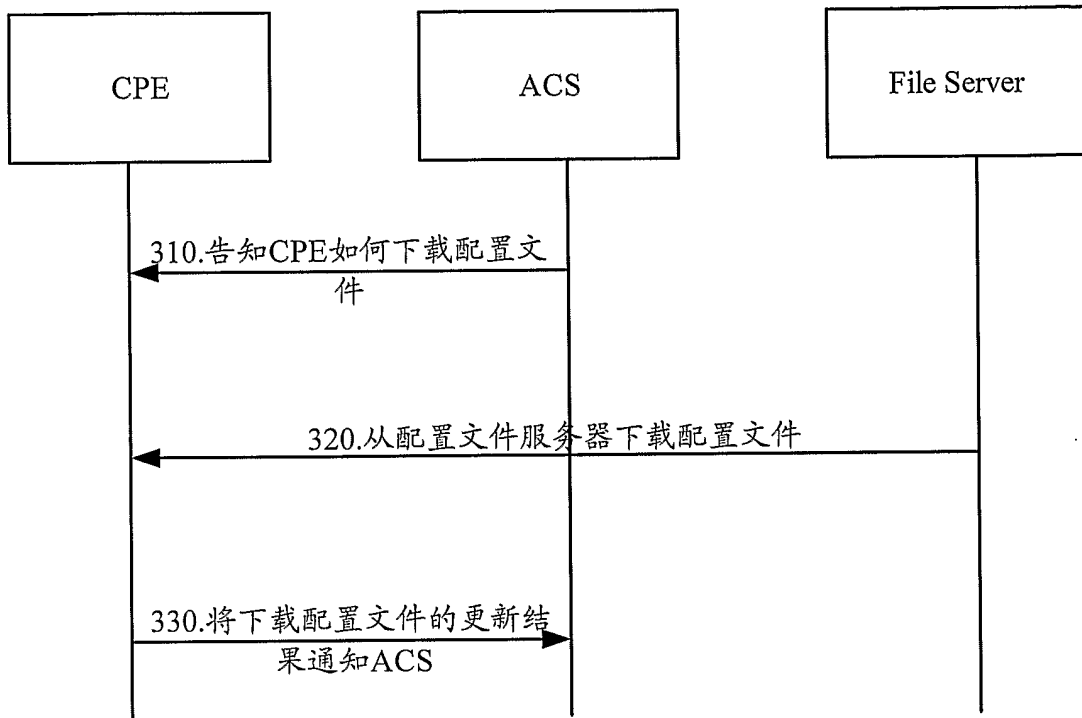 CPE
ACS
File Server
310.告知CPE如何下载配置文
件
320.从配置文件服务器下载配置文件
330.将下载配置文件的更新结
果通知ACS